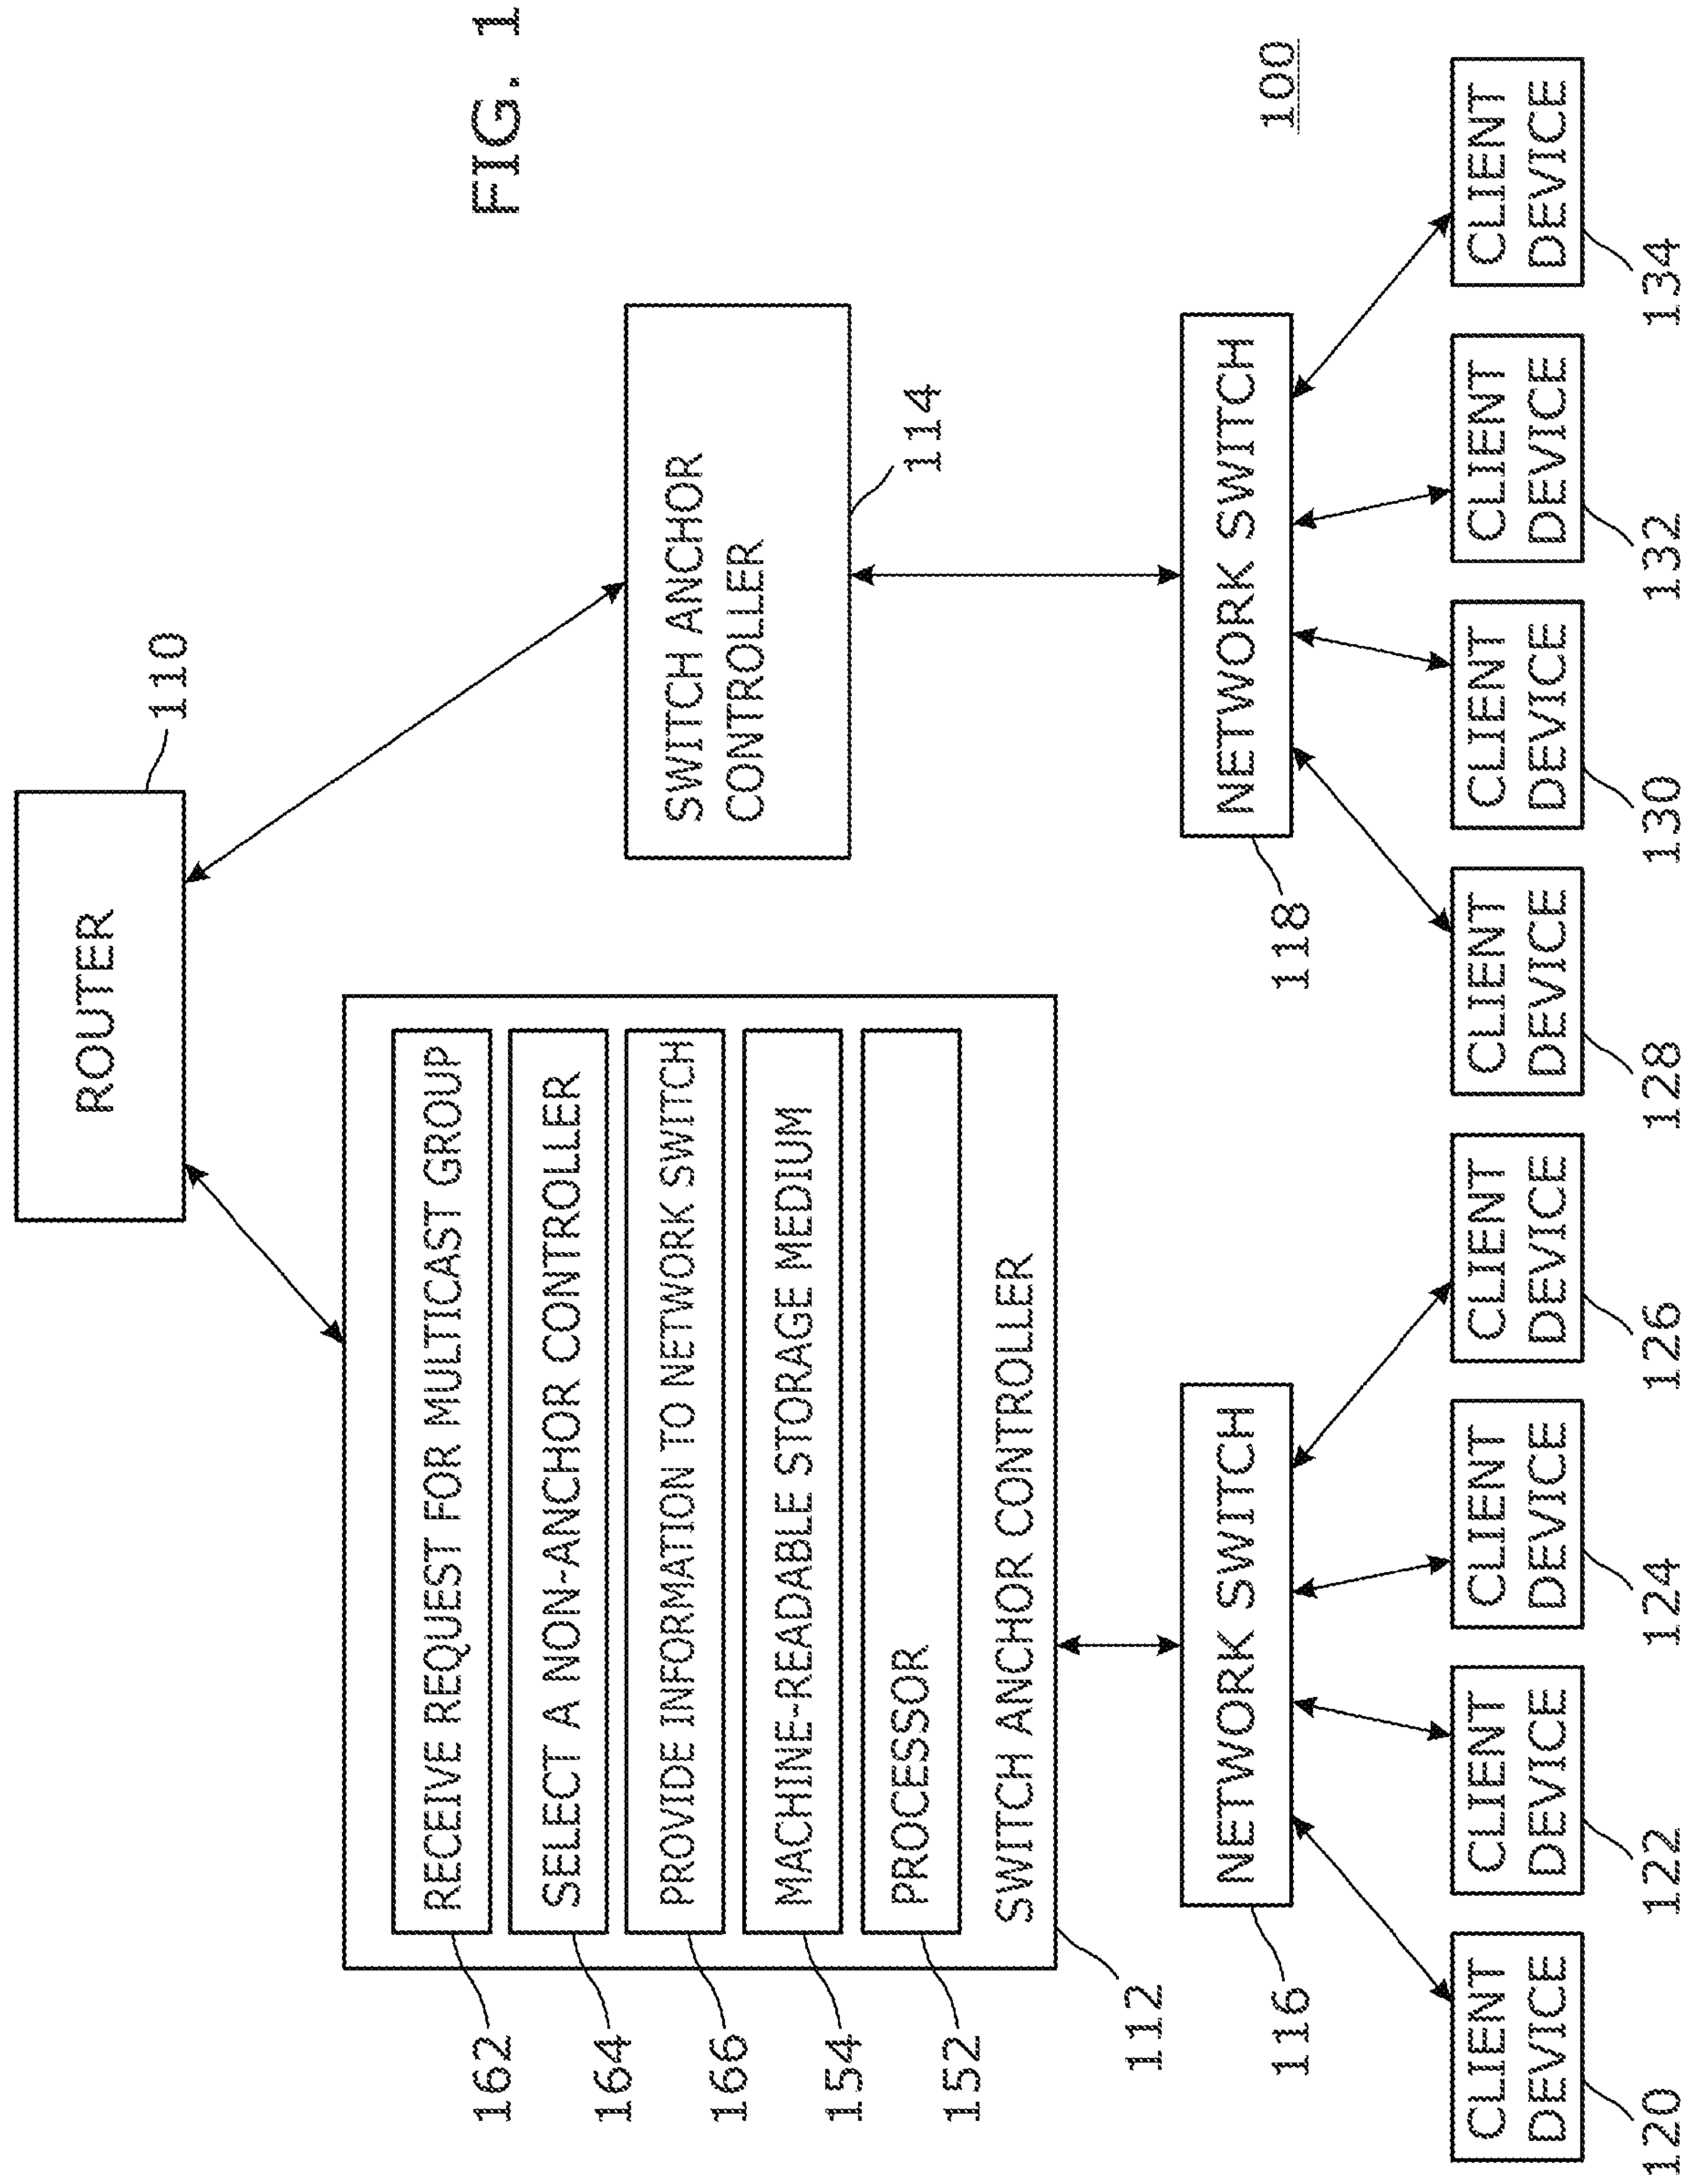 FIG. 1
100
ROUTER
110
RECEIVE REQUEST FOR MULTICAST GROUP
162
SELECT A NON-ANCHOR CONTROLLER
164
PROVIDE INFORMATION TO NETWORK SWITCH
166
MACHINE-READABLE STORAGE MEDIUM
154
PROCESSOR
152
SWITCH ANCHOR CONTROLLER
112
SWITCH ANCHOR
CONTROLLER
114
NETWORK SWITCH
116
NETWORK SWITCH
118
CLIENT
DEVICE
120
CLIENT
DEVICE
122
CLIENT
DEVICE
124
CLIENT
DEVICE
126
CLIENT
DEVICE
128
CLIENT
DEVICE
130
CLIENT
DEVICE
132
CLIENT
DEVICE
134